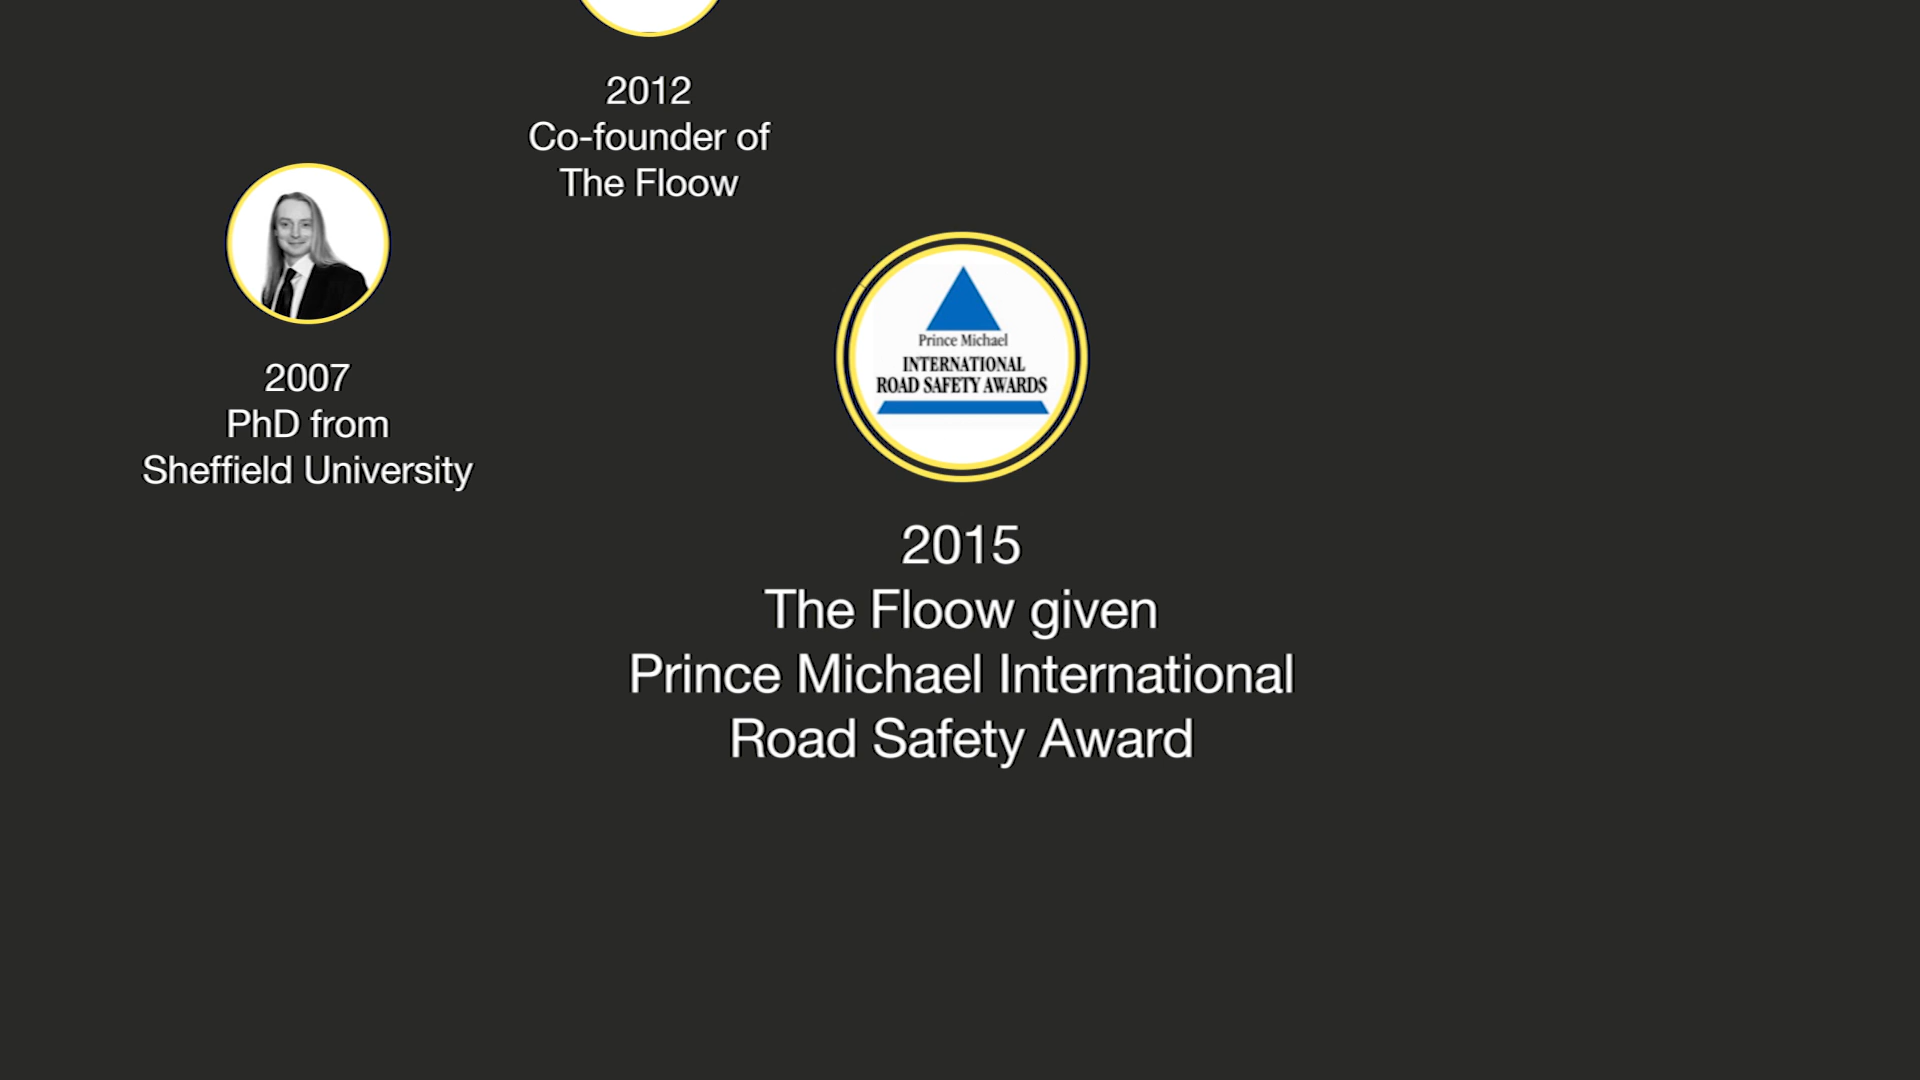 2012
Co-founder of
The Floow
2007
PhD from
Sheffield University
Prince Michael
INTERNATIONAL
ROAD SAFETY AWARDS
2015
The Floow given
Prince Michael International
Road Safety Award